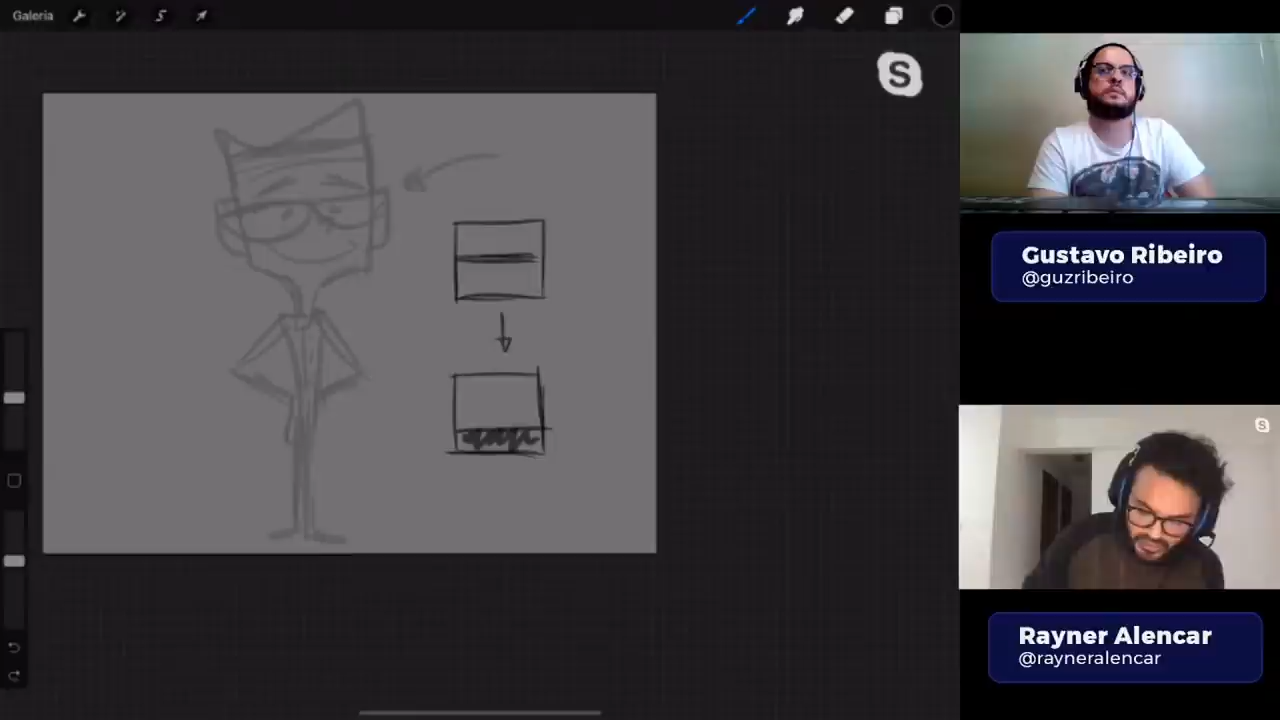 Galeria
S
Gustavo Ribeiro
@guzribeiro
S
Rayner Alencar
@rayneralencar